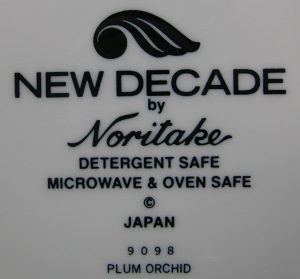 NEW DECADE
by
Noritake
DETERGENT SAFE
MICROWAVE & OVEN SAFE
©
JAPAN
9098
PLUM ORCHID